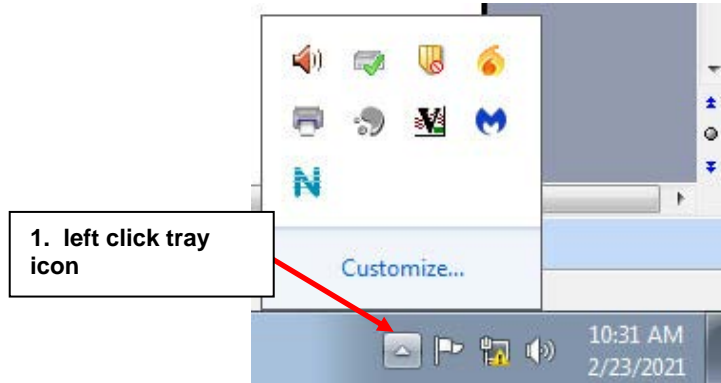 1. left click tray
icon
Customize...
10:31 AM
2/23/2021